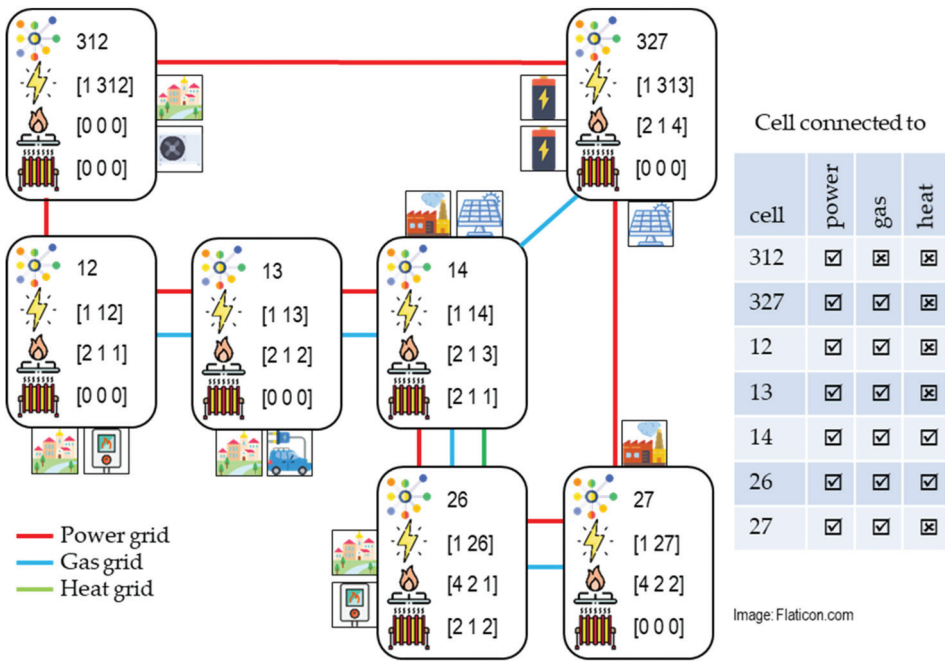 312
[1 312]
[0 0 0]
[0 0 0]
327
[1 313]
[2 1 4]
[0 0 0]
12
[1 12]
[2 1 1]
[0 0 0]
13
[1 13]
[2 1 2]
[0 0 0]
14
[1 14]
[2 1 3]
[2 1 1]
26
[1 26]
[4 2 1]
[2 1 2]
27
[1 27]
[4 2 2]
[0 0 0]
Power grid
Gas grid
Heat grid
Cell connected to
cell power gas heat
312 ☑ ☒ ☒
327 ☑ ☑ ☒
12 ☑ ☑ ☒
13 ☑ ☑ ☒
14 ☑ ☑ ☑
26 ☑ ☑ ☑
27 ☑ ☑ ☒
Image: Flaticon.com